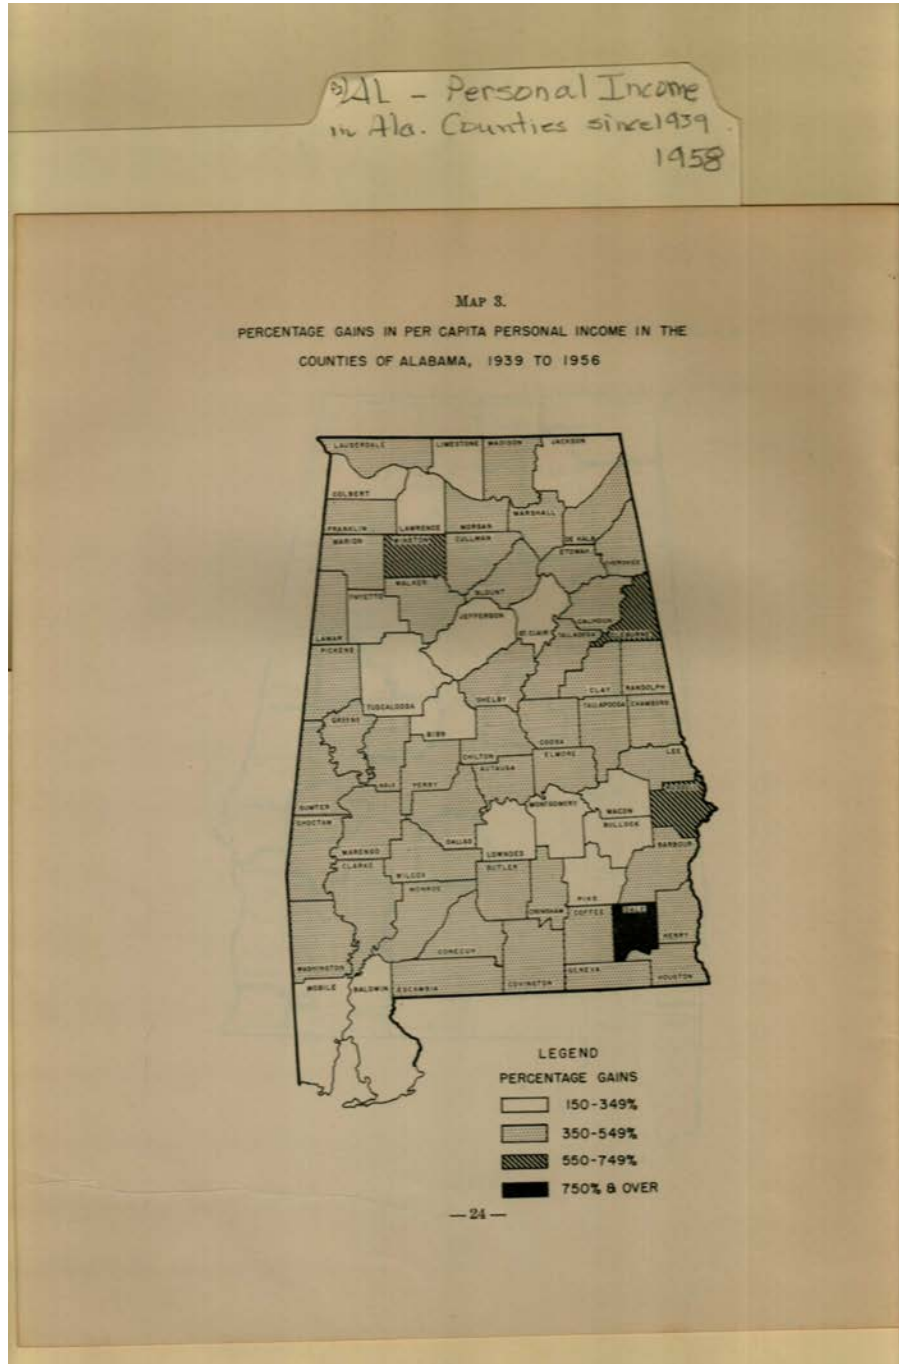 AL - Personal Income
in Ala. Counties since 1939
1958
MAP 3.
PERCENTAGE GAINS IN PER CAPITA PERSONAL INCOME IN THE
COUNTIES OF ALABAMA, 1939 TO 1956
LAUDERDALE LIMESTONE MADISON JACKSON
COLBERT
FRANKLIN LAWRENCE MORGAN MARSHALL DE KALB
MARION WINSTON CULLMAN ETOWAH CHEROKEE
WALKER BLOUNT
FAYETTE JEFFERSON ST. CLAIR CALHOUN
LAMAR TALLADEGA CLEBURNE
PICKENS
TUSCALOOSA SHELBY CLAY RANDOLPH
GREENE BIBB COOSA TALLAPOOSA CHAMBERS
HALE PERRY CHILTON ELMORE LEE
AUTAUGA
SUMTER MONTGOMERY MACON RUSSELL
CHOCTAW BULLOCK
MARENGO DALLAS LOWNDES BARBOUR
CLARKE WILCOX BUTLER
MONROE PIKE
CRENSHAW COFFEE DALE
CONECUH HENRY
WASHINGTON GENEVA
MOBILE BALDWIN ESCAMBIA COVINGTON HOUSTON
LEGEND
PERCENTAGE GAINS
150-349%
350-549%
550-749%
750% & OVER
— 24 —